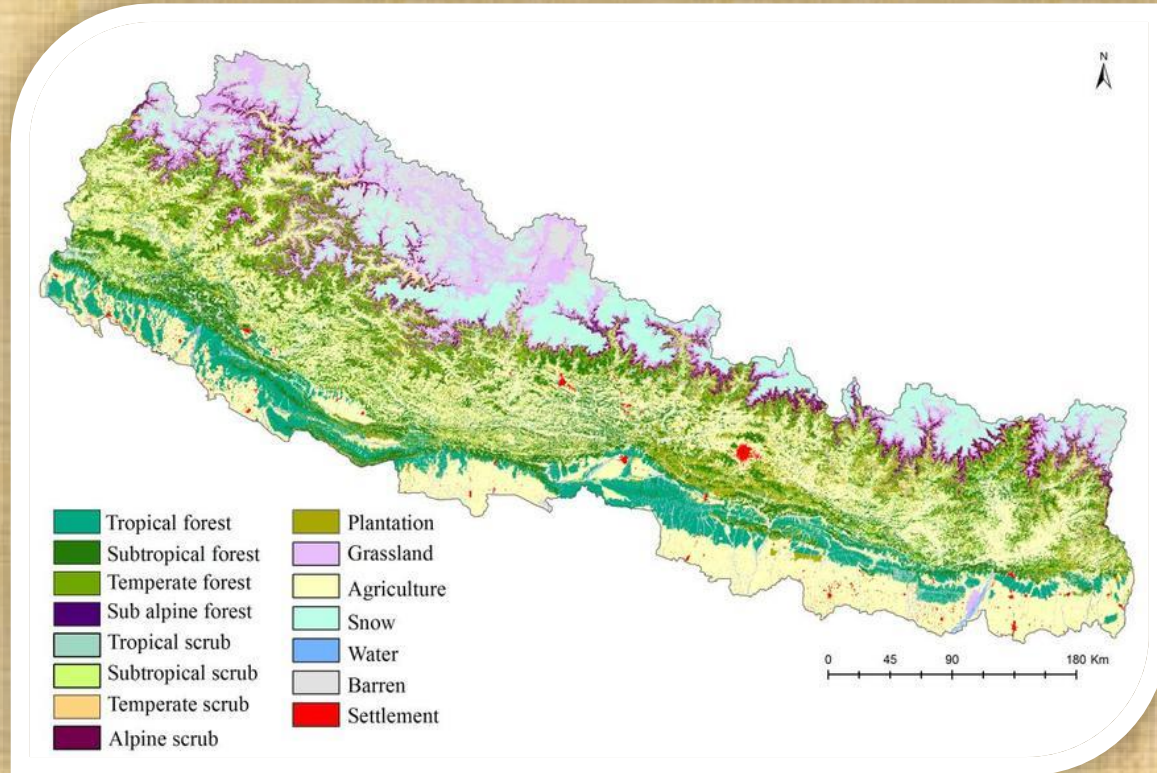 N
Tropical forest
Subtropical forest
Temperate forest
Sub alpine forest
Tropical scrub
Subtropical scrub
Temperate scrub
Alpine scrub
Plantation
Grassland
Agriculture
Snow
Water
Barren
Settlement
0 45 90 180 Km